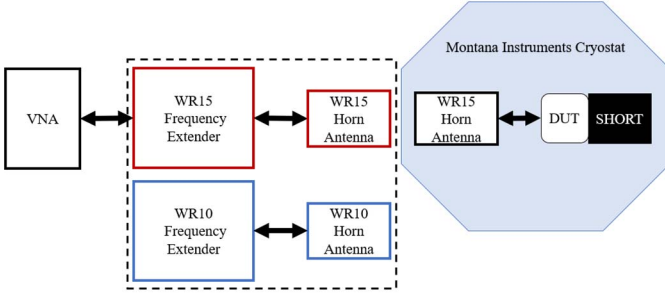 Montana Instruments Cryostat
VNA
WR15
Frequency
Extender
WR15
Horn
Antenna
WR15
Horn
Antenna
DUT
SHORT
WR10
Frequency
Extender
WR10
Horn
Antenna